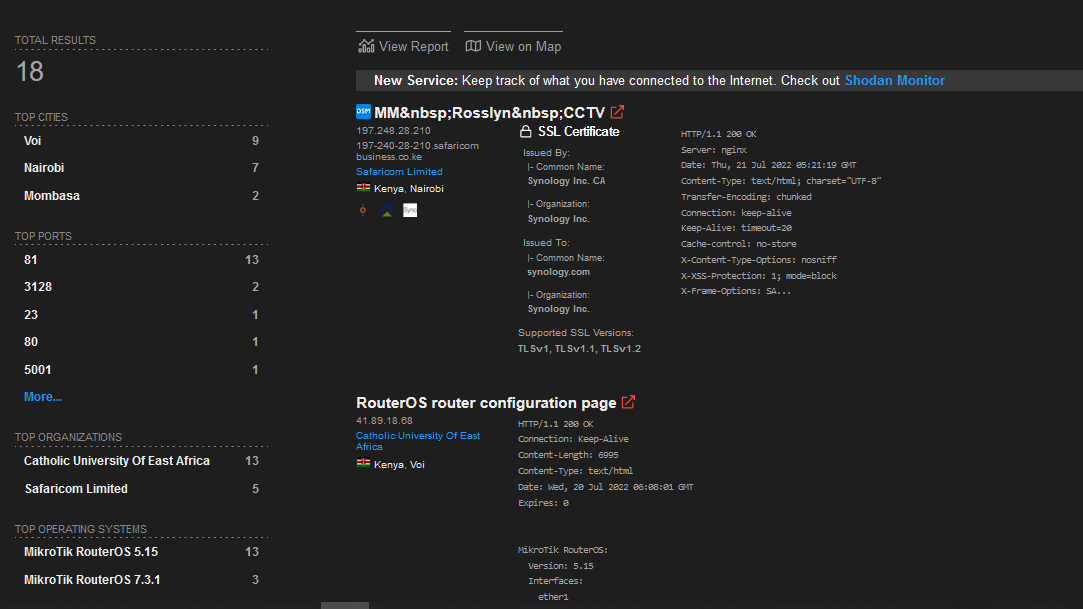 TOTAL RESULTS
18
TOP CITIES
Voi 9
Nairobi 7
Mombasa 2
TOP PORTS
81 13
3128 2
23 1
80 1
5001 1
More...
TOP ORGANIZATIONS
Catholic University Of East Africa 13
Safaricom Limited 5
TOP OPERATING SYSTEMS
MikroTik RouterOS 5.15 13
MikroTik RouterOS 7.3.1 3
View Report View on Map
New Service: Keep track of what you have connected to the Internet. Check out Shodan Monitor
DSM MM&nbsp;Rosslyn&nbsp;CCTV
197.248.28.210
197-240-28-210.safaricom
business.co.ke
Safaricom Limited
Kenya, Nairobi
Syno
SSL Certificate
Issued By:
|- Common Name:
Synology Inc. CA
|- Organization:
Synology Inc.
Issued To:
|- Common Name:
synology.com
|- Organization:
Synology Inc.
Supported SSL Versions:
TLSv1, TLSv1.1, TLSv1.2
HTTP/1.1 200 OK
Server: nginx
Date: Thu, 21 Jul 2022 05:21:19 GMT
Content-Type: text/html; charset="UTF-8"
Transfer-Encoding: chunked
Connection: keep-alive
Keep-Alive: timeout=20
Cache-control: no-store
X-Content-Type-Options: nosniff
X-XSS-Protection: 1; mode=block
X-Frame-Options: SA...
RouterOS router configuration page
41.89.18.68
Catholic University Of East
Africa
Kenya, Voi
HTTP/1.1 200 OK
Connection: Keep-Alive
Content-Length: 6995
Content-Type: text/html
Date: Wed, 20 Jul 2022 06:08:01 GMT
Expires: 0
MikroTik RouterOS:
Version: 5.15
Interfaces:
ether1